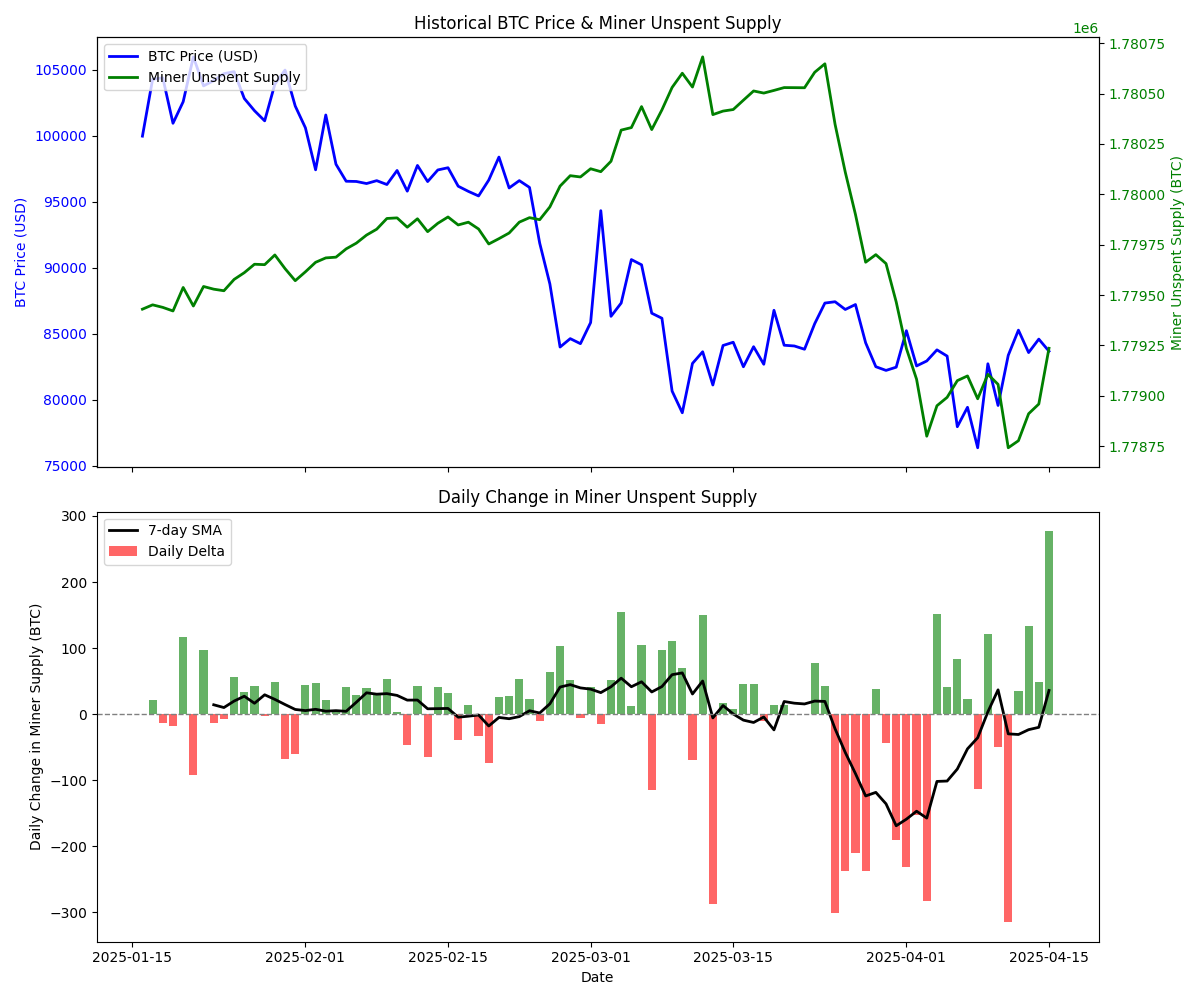 Historical BTC Price & Miner Unspent Supply
1e6
BTC Price (USD)
Miner Unspent Supply
105000
100000
95000
90000
85000
80000
75000
BTC Price (USD)
1.78075
1.78050
1.78025
1.78000
1.77975
1.77950
1.77925
1.77900
1.77875
Miner Unspent Supply (BTC)
Daily Change in Miner Unspent Supply
7-day SMA
Daily Delta
300
200
100
0
−100
−200
−300
Daily Change in Miner Supply (BTC)
2025-01-15
2025-02-01
2025-02-15
2025-03-01
2025-03-15
2025-04-01
2025-04-15
Date